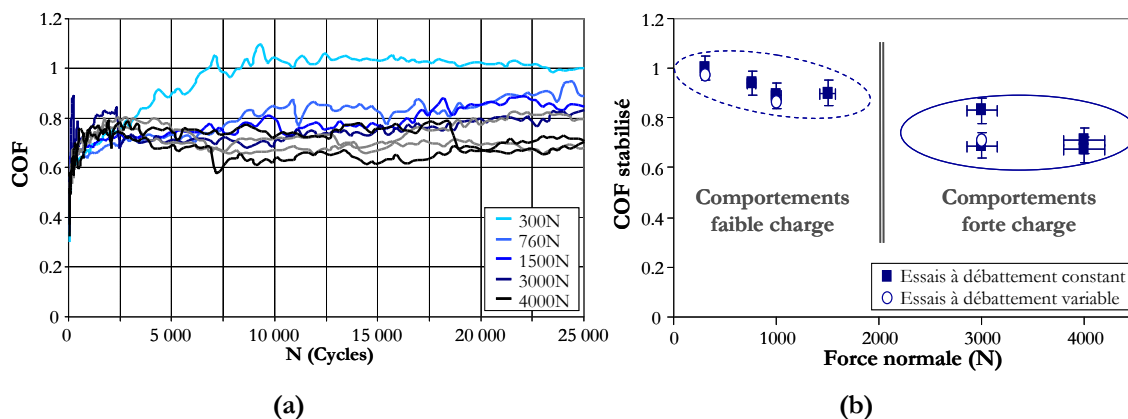 1.2
1
0.8
0.6
0.4
0.2
0
COF
0
5 000
10 000
15 000
20 000
25 000
N (Cycles)
300N
760N
1500N
3000N
4000N
(a)
1.2
1
0.8
0.6
0.4
0.2
0
COF stabilisé
Comportements
faible charge
Comportements
forte charge
Essais à débattement constant
Essais à débattement variable
0
1000
2000
3000
4000
Force normale (N)
(b)